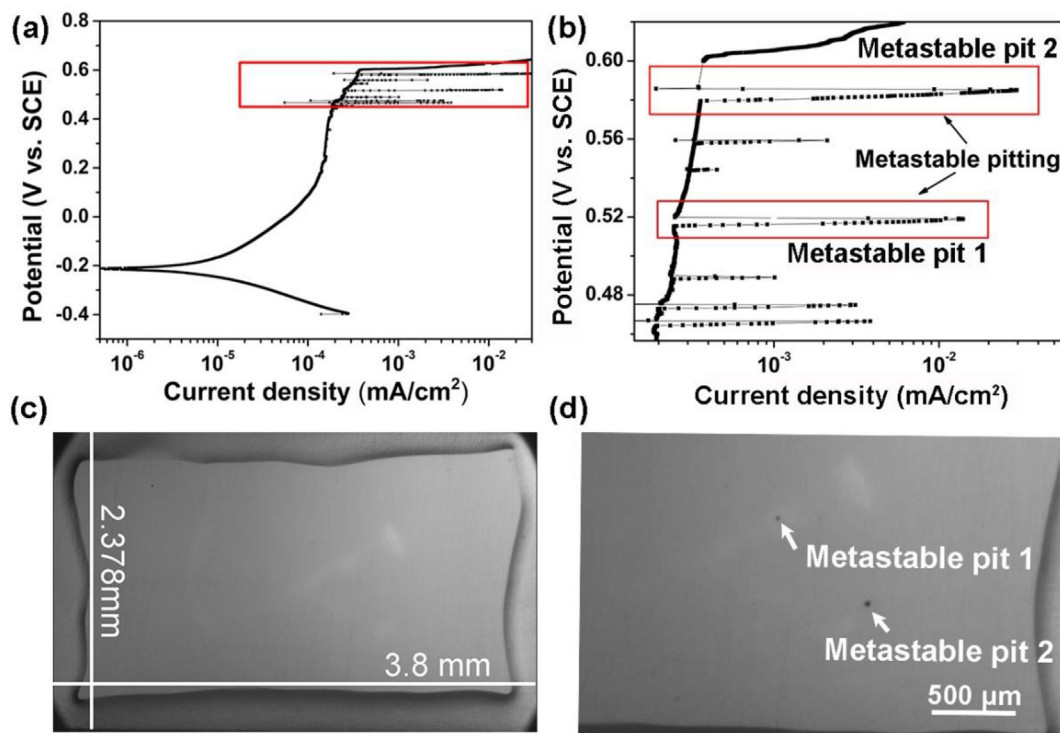 (a)
Potential (V vs. SCE)
0.8
0.6
0.4
0.2
0.0
-0.2
-0.4
10⁻⁶ 10⁻⁵ 10⁻⁴ 10⁻³ 10⁻²
Current density (mA/cm²)
(b)
Potential (V vs. SCE)
0.60
0.56
0.52
0.48
Metastable pit 2
Metastable pitting
Metastable pit 1
10⁻³ 10⁻²
Current density (mA/cm²)
(c)
2.378mm
3.8 mm
(d)
Metastable pit 1
Metastable pit 2
500 µm